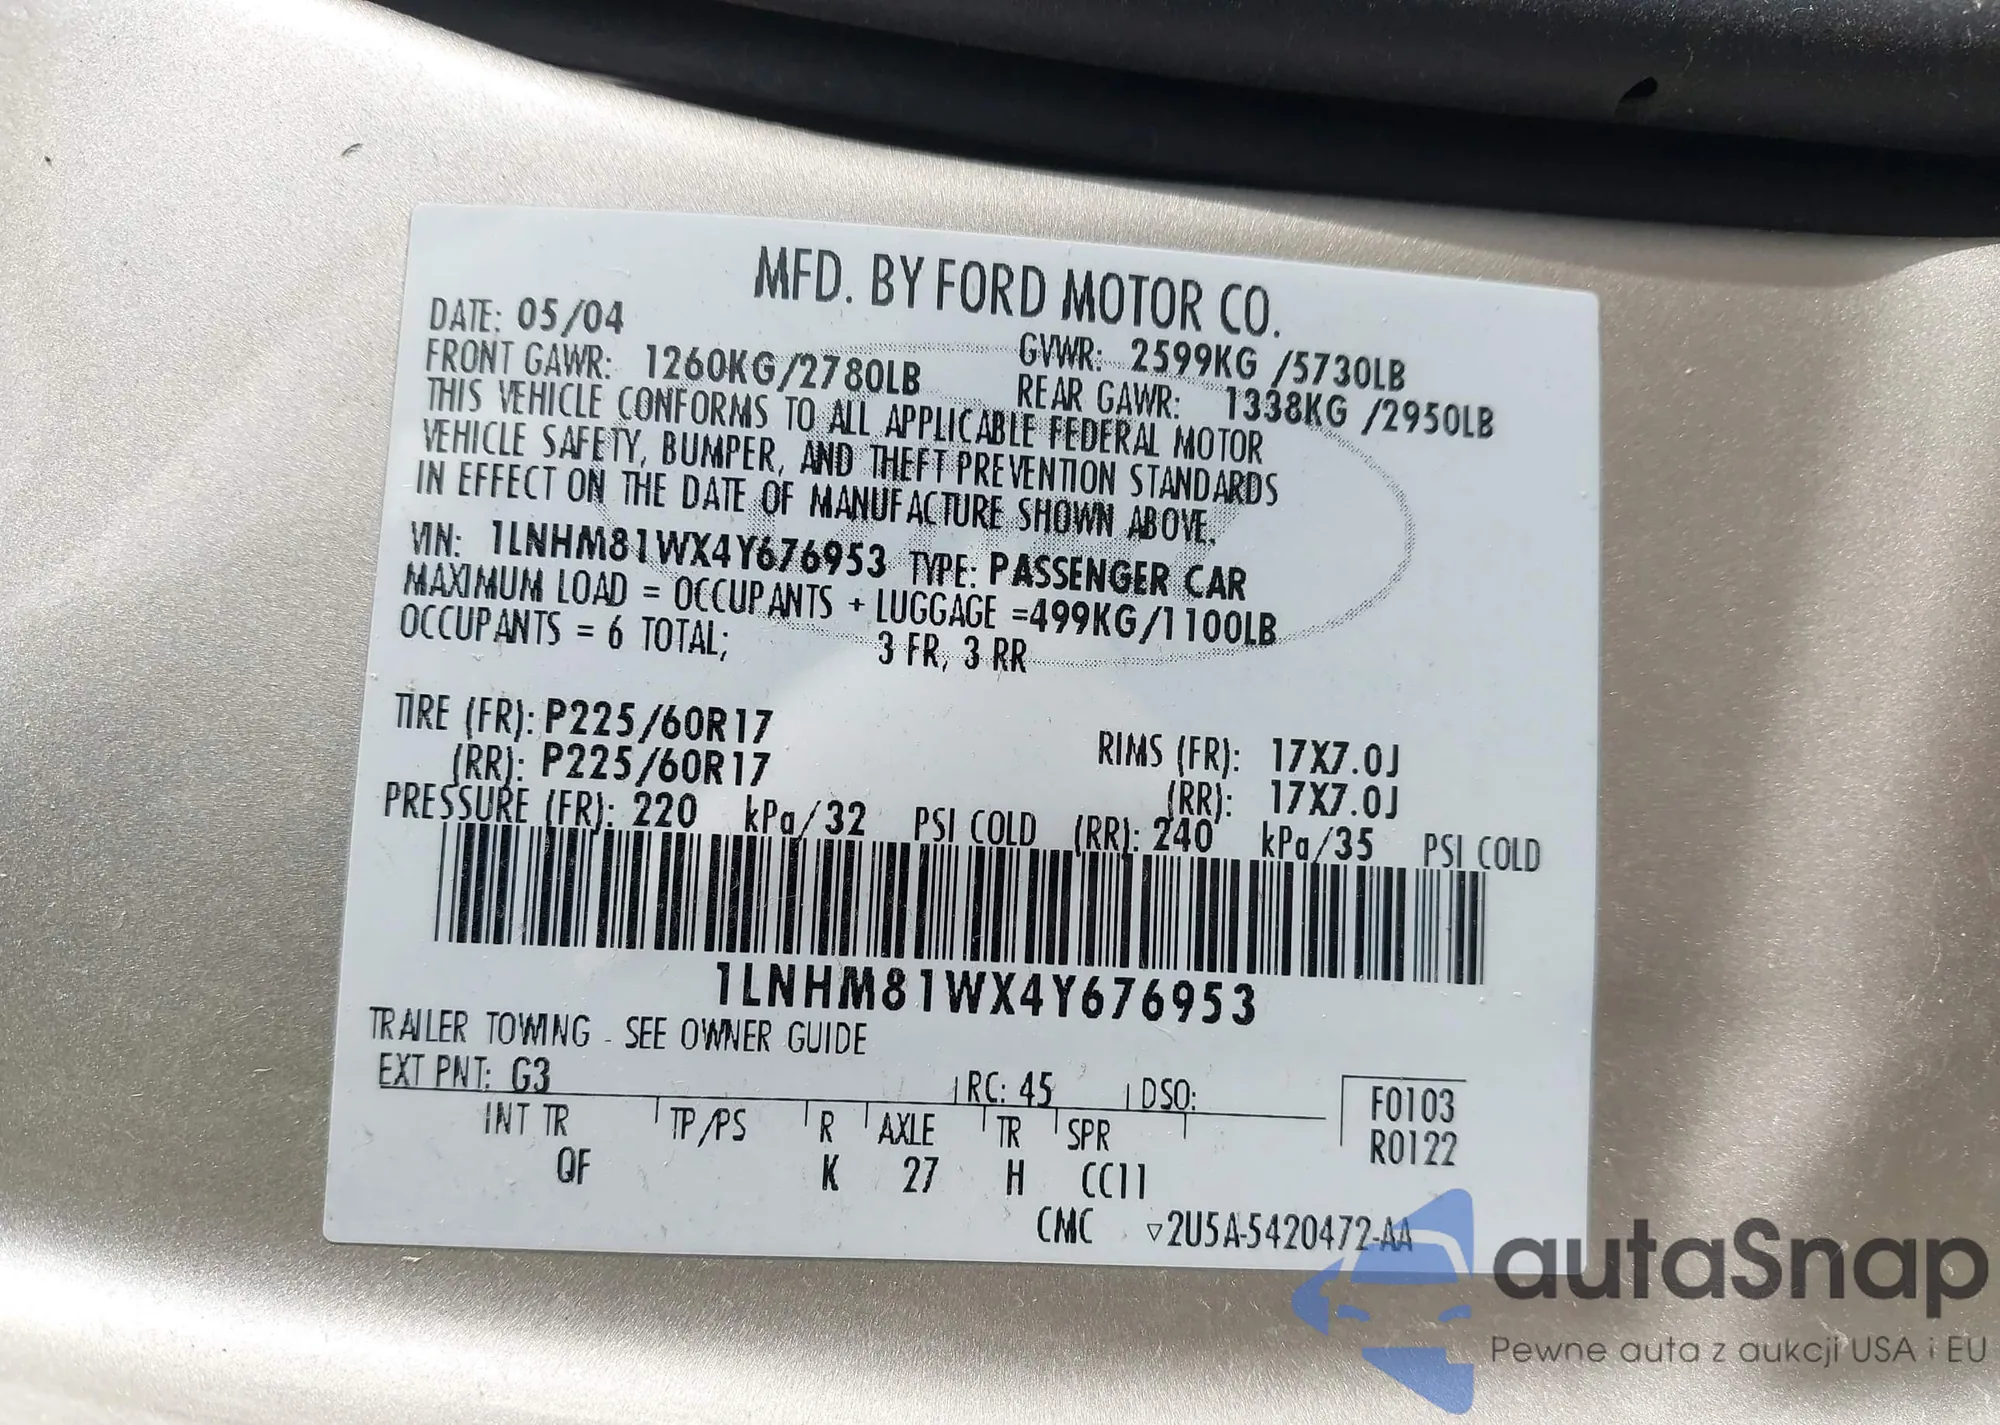 MFD. BY FORD MOTOR CO.
DATE: 05/04 GVWR: 2599KG /5730LB
FRONT GAWR: 1260KG/2780LB REAR GAWR: 1338KG /2950LB
THIS VEHICLE CONFORMS TO ALL APPLICABLE FEDERAL MOTOR
VEHICLE SAFETY, BUMPER, AND THEFT PREVENTION STANDARDS
IN EFFECT ON THE DATE OF MANUFACTURE SHOWN ABOVE.
VIN: 1LNHM81WX4Y676953 TYPE: PASSENGER CAR
MAXIMUM LOAD = OCCUPANTS + LUGGAGE =499KG/1100LB
OCCUPANTS = 6 TOTAL; 3 FR, 3 RR
TIRE (FR): P225/60R17 RIMS (FR): 17X7.0J
(RR): P225/60R17 (RR): 17X7.0J
PRESSURE (FR): 220 kPa/32 PSI COLD (RR): 240 kPa/35 PSI COLD
1LNHM81WX4Y676953
TRAILER TOWING - SEE OWNER GUIDE
EXT PNT: G3 RC: 45 DSO: F0103
INT TR TP/PS R AXLE TR SPR R0122
QF K 27 H CC11
CMC ▽2U5A-5420472-AA
autaSnap
Pewne auta z aukcji USA i EU